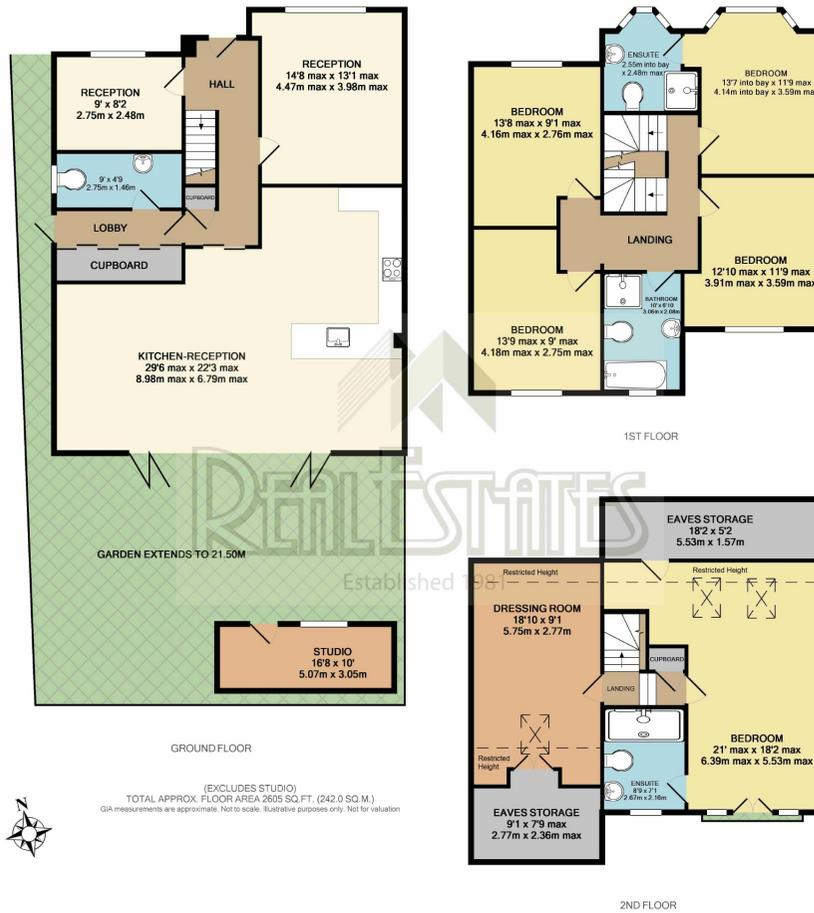 RECEPTION
14'8 max x 13'1 max
4.47m max x 3.98m max
HALL
RECEPTION
9' x 8'2
2.75m x 2.48m
9' x 4'9
2.75m x 1.46m
CUPBOARD
LOBBY
CUPBOARD
KITCHEN-RECEPTION
29'6 max x 22'3 max
8.98m max x 6.79m max
GARDEN EXTENDS TO 21.50M
STUDIO
16'8 x 10'
5.07m x 3.05m
GROUND FLOOR
(EXCLUDES STUDIO)
TOTAL APPROX. FLOOR AREA 2605 SQ.FT. (242.0 SQ.M.)
GIA measurements are approximate. Not to scale. Illustrative purposes only. Not for valuation
N
REALESTATES
Established 1981
ENSUITE
2.55m into bay
x 2.48m max
BEDROOM
13'7 into bay x 11'9 max
4.14m into bay x 3.59m max
BEDROOM
13'8 max x 9'1 max
4.16m max x 2.76m max
LANDING
BEDROOM
12'10 max x 11'9 max
3.91m max x 3.59m max
BATHROOM
10' x 6'10
3.06m x 2.08m
BEDROOM
13'9 max x 9' max
4.18m max x 2.75m max
1ST FLOOR
EAVES STORAGE
18'2 x 5'2
5.53m x 1.57m
Restricted Height
Restricted Height
DRESSING ROOM
18'10 x 9'1
5.75m x 2.77m
CUPBOARD
LANDING
BEDROOM
21' max x 18'2 max
6.39m max x 5.53m max
Restricted
Height
ENSUITE
8'9 x 7'1
2.67m x 2.16m
EAVES STORAGE
9'1 x 7'9 max
2.77m x 2.36m max
2ND FLOOR